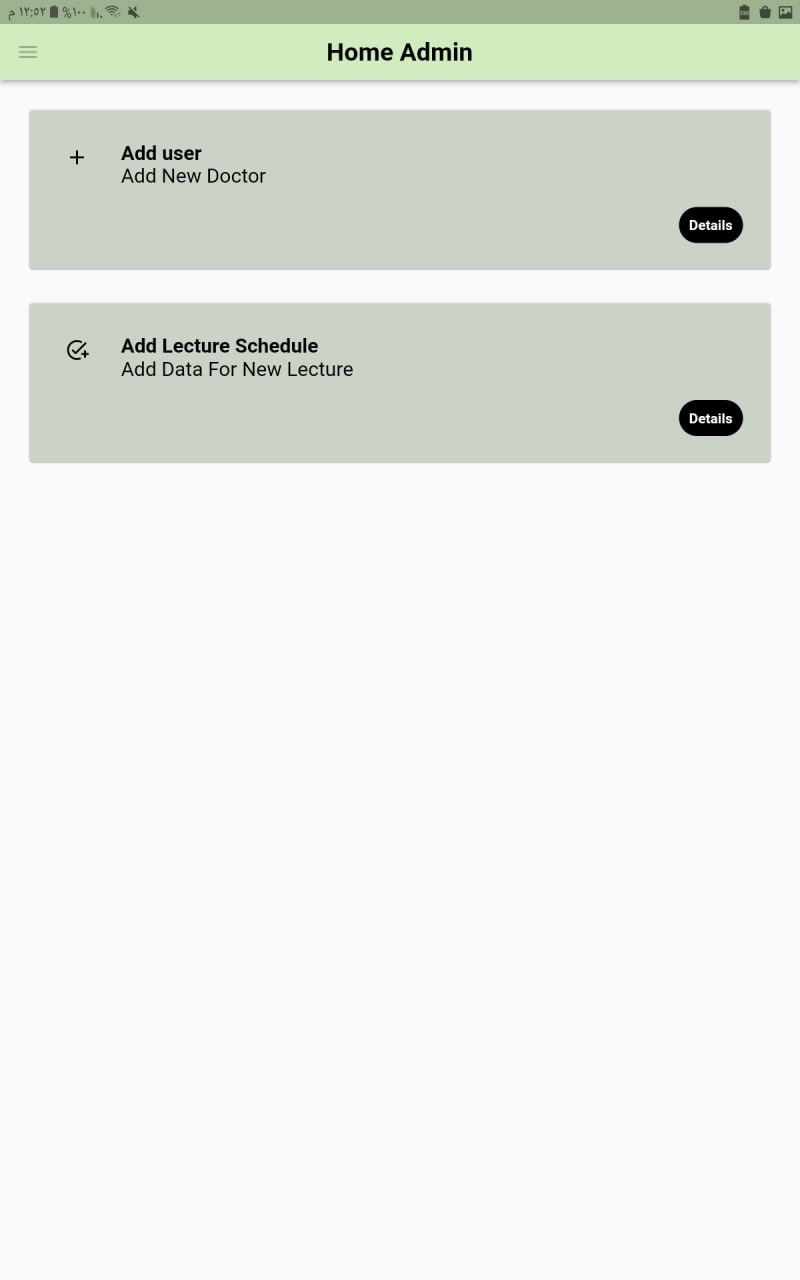 ١٢:٥٢ م %١٠٠
Home Admin
Add user
Add New Doctor
Details
Add Lecture Schedule
Add Data For New Lecture
Details